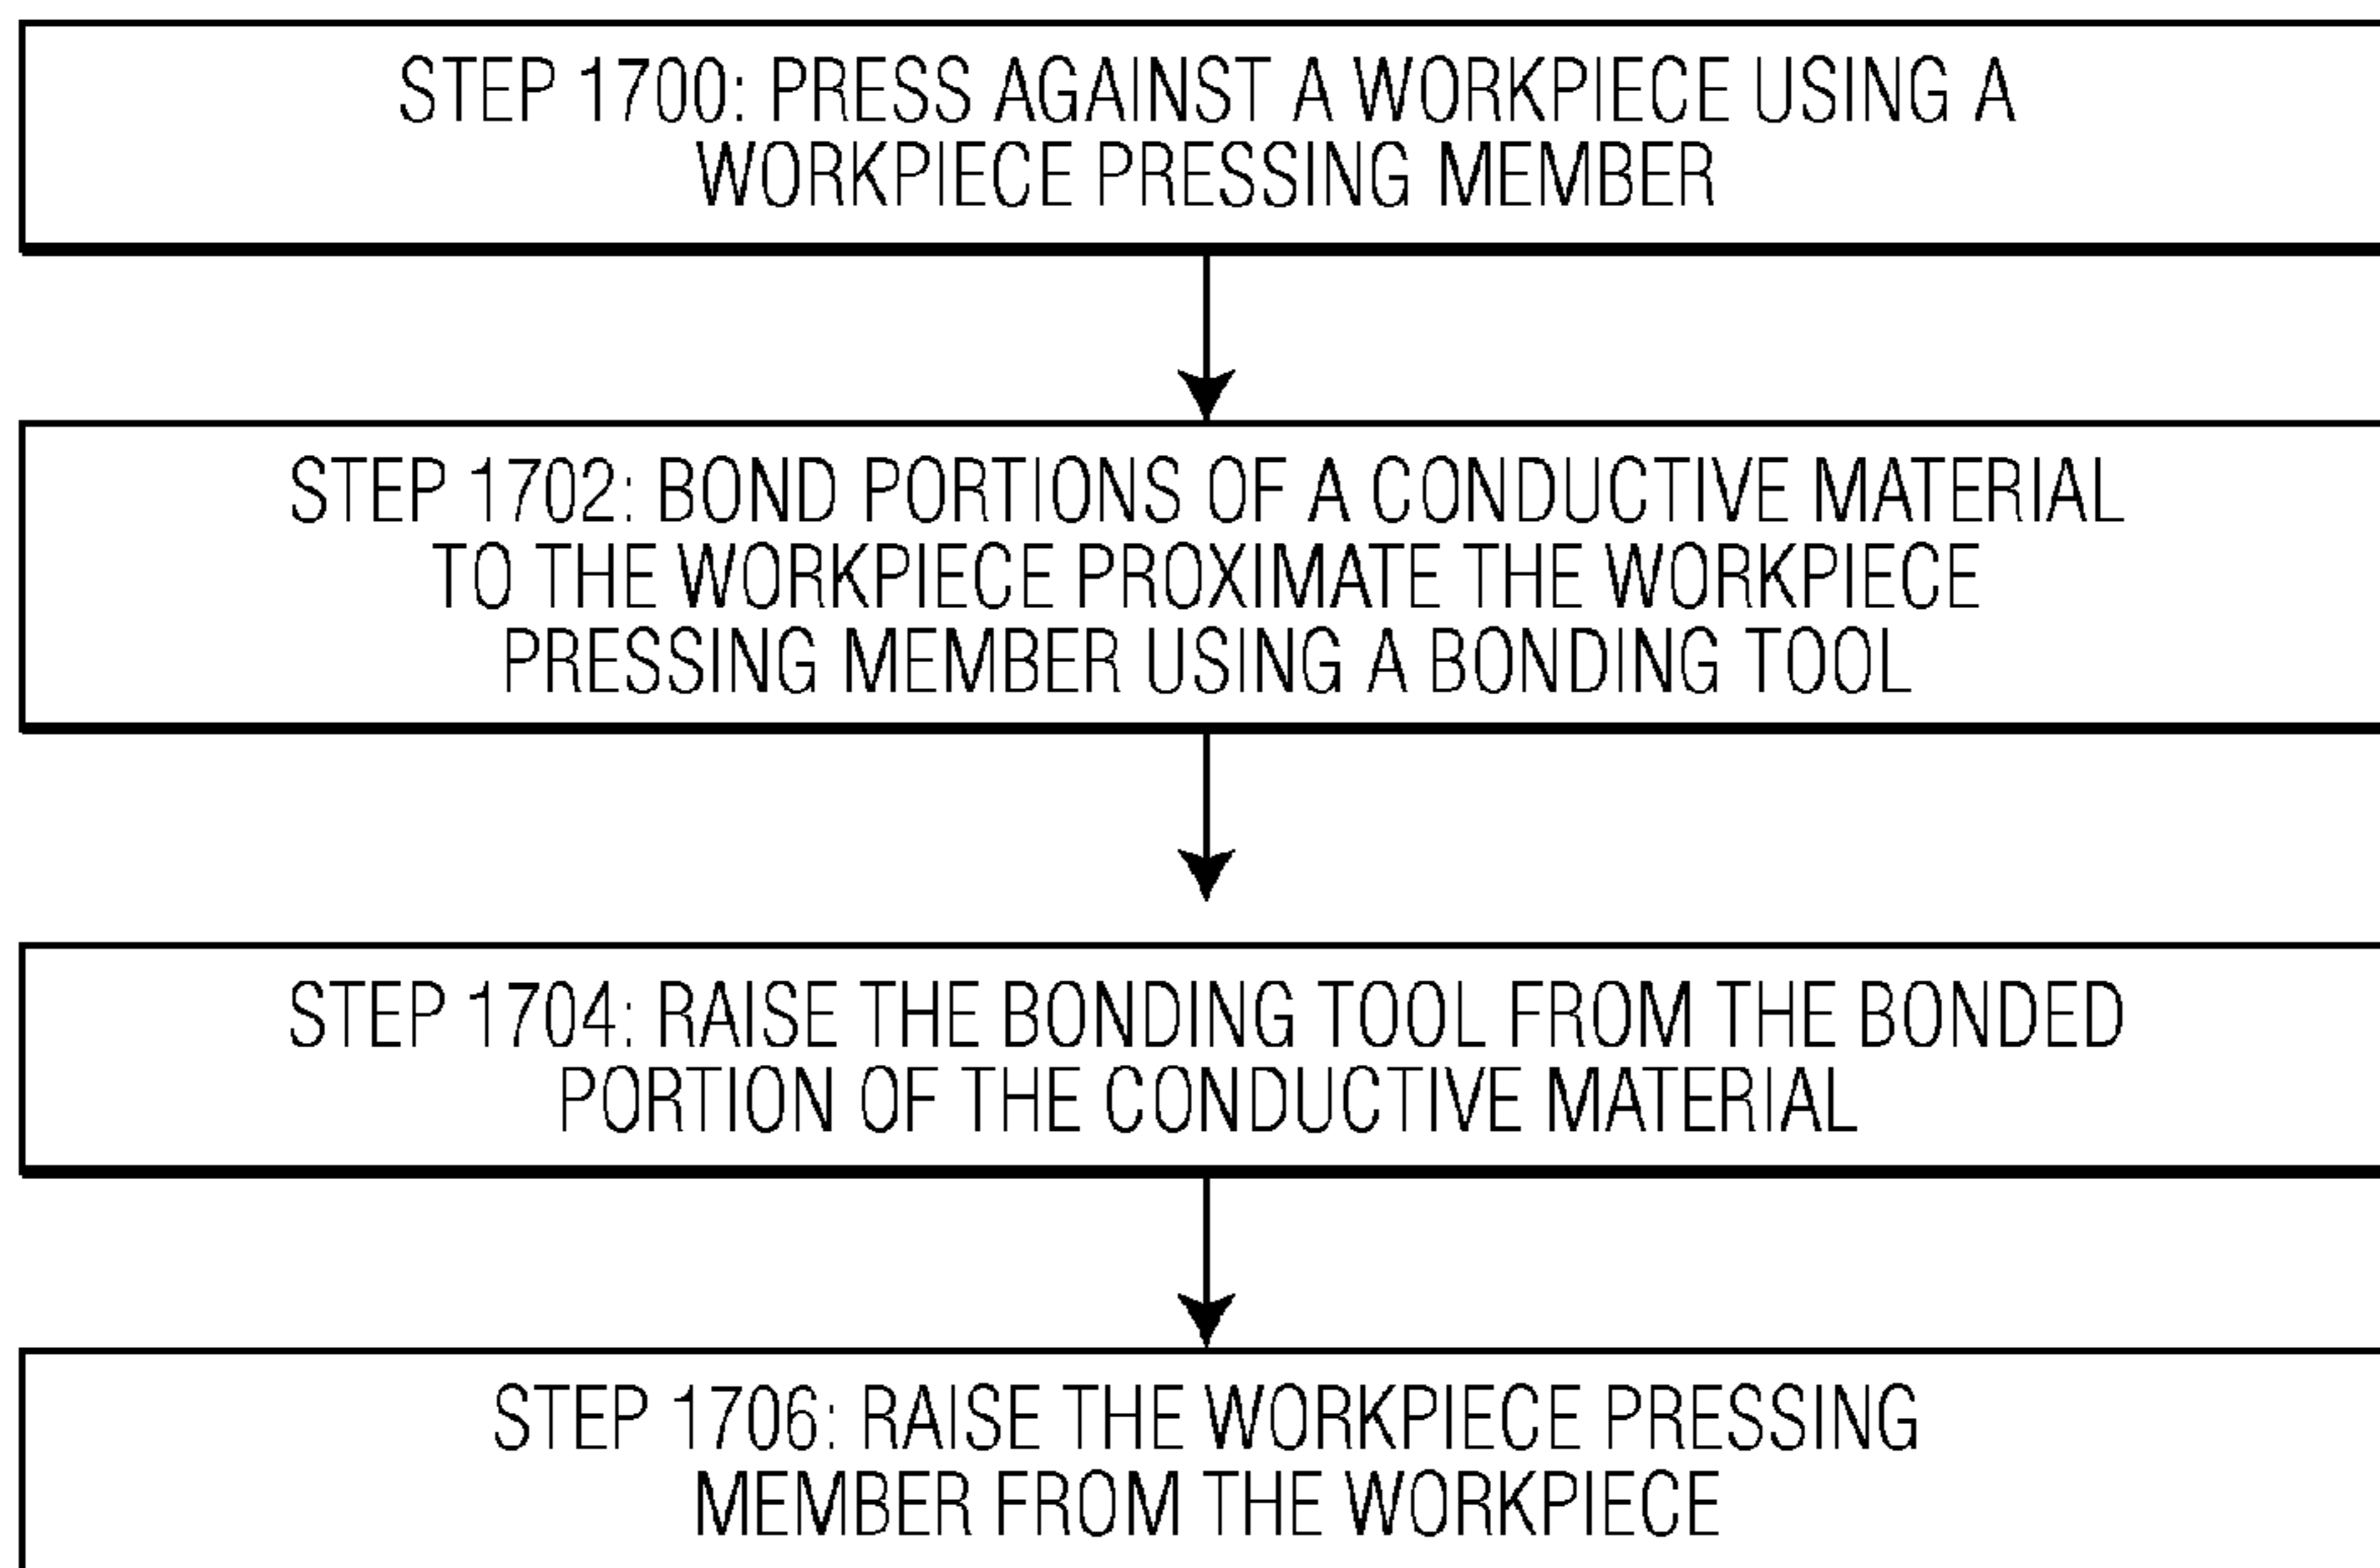 STEP 1700: PRESS AGAINST A WORKPIECE USING A
WORKPIECE PRESSING MEMBER
STEP 1702: BOND PORTIONS OF A CONDUCTIVE MATERIAL
TO THE WORKPIECE PROXIMATE THE WORKPIECE
PRESSING MEMBER USING A BONDING TOOL
STEP 1704: RAISE THE BONDING TOOL FROM THE BONDED
PORTION OF THE CONDUCTIVE MATERIAL
STEP 1706: RAISE THE WORKPIECE PRESSING
MEMBER FROM THE WORKPIECE